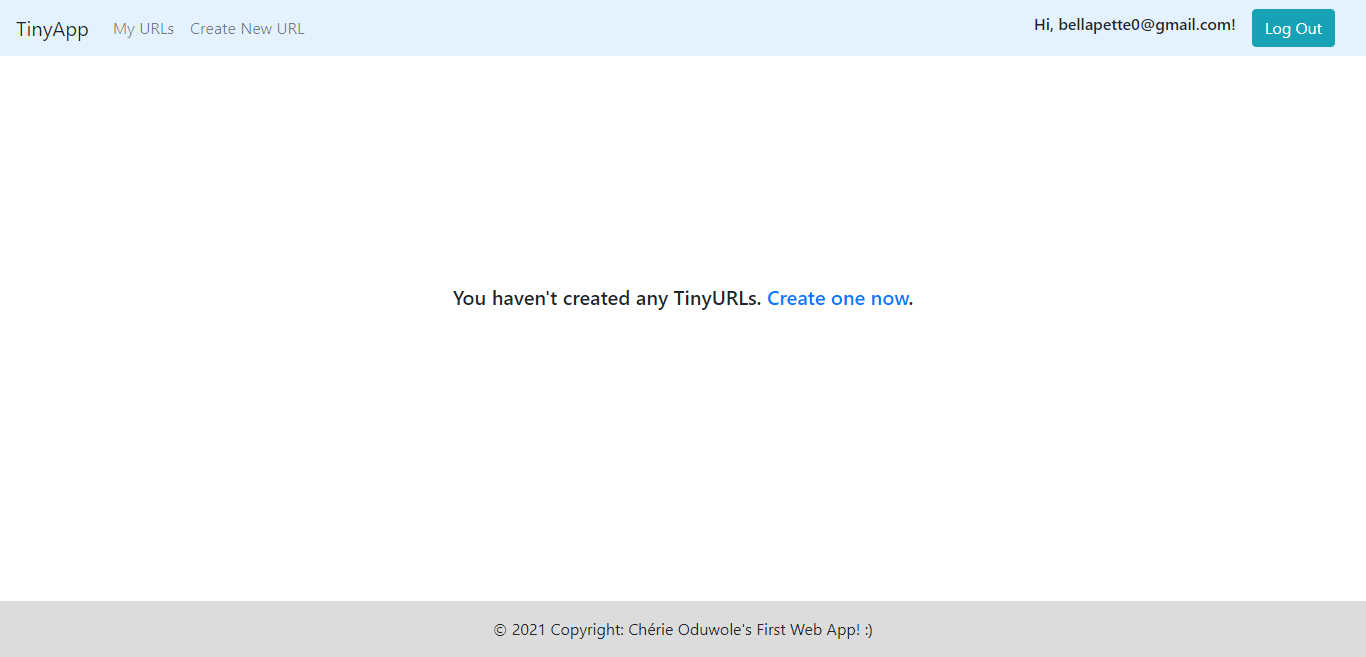 TinyApp My URLs Create New URL Hi, bellapette0@gmail.com! Log Out
You haven't created any TinyURLs. Create one now.
© 2021 Copyright: Chérie Oduwole's First Web App! :)